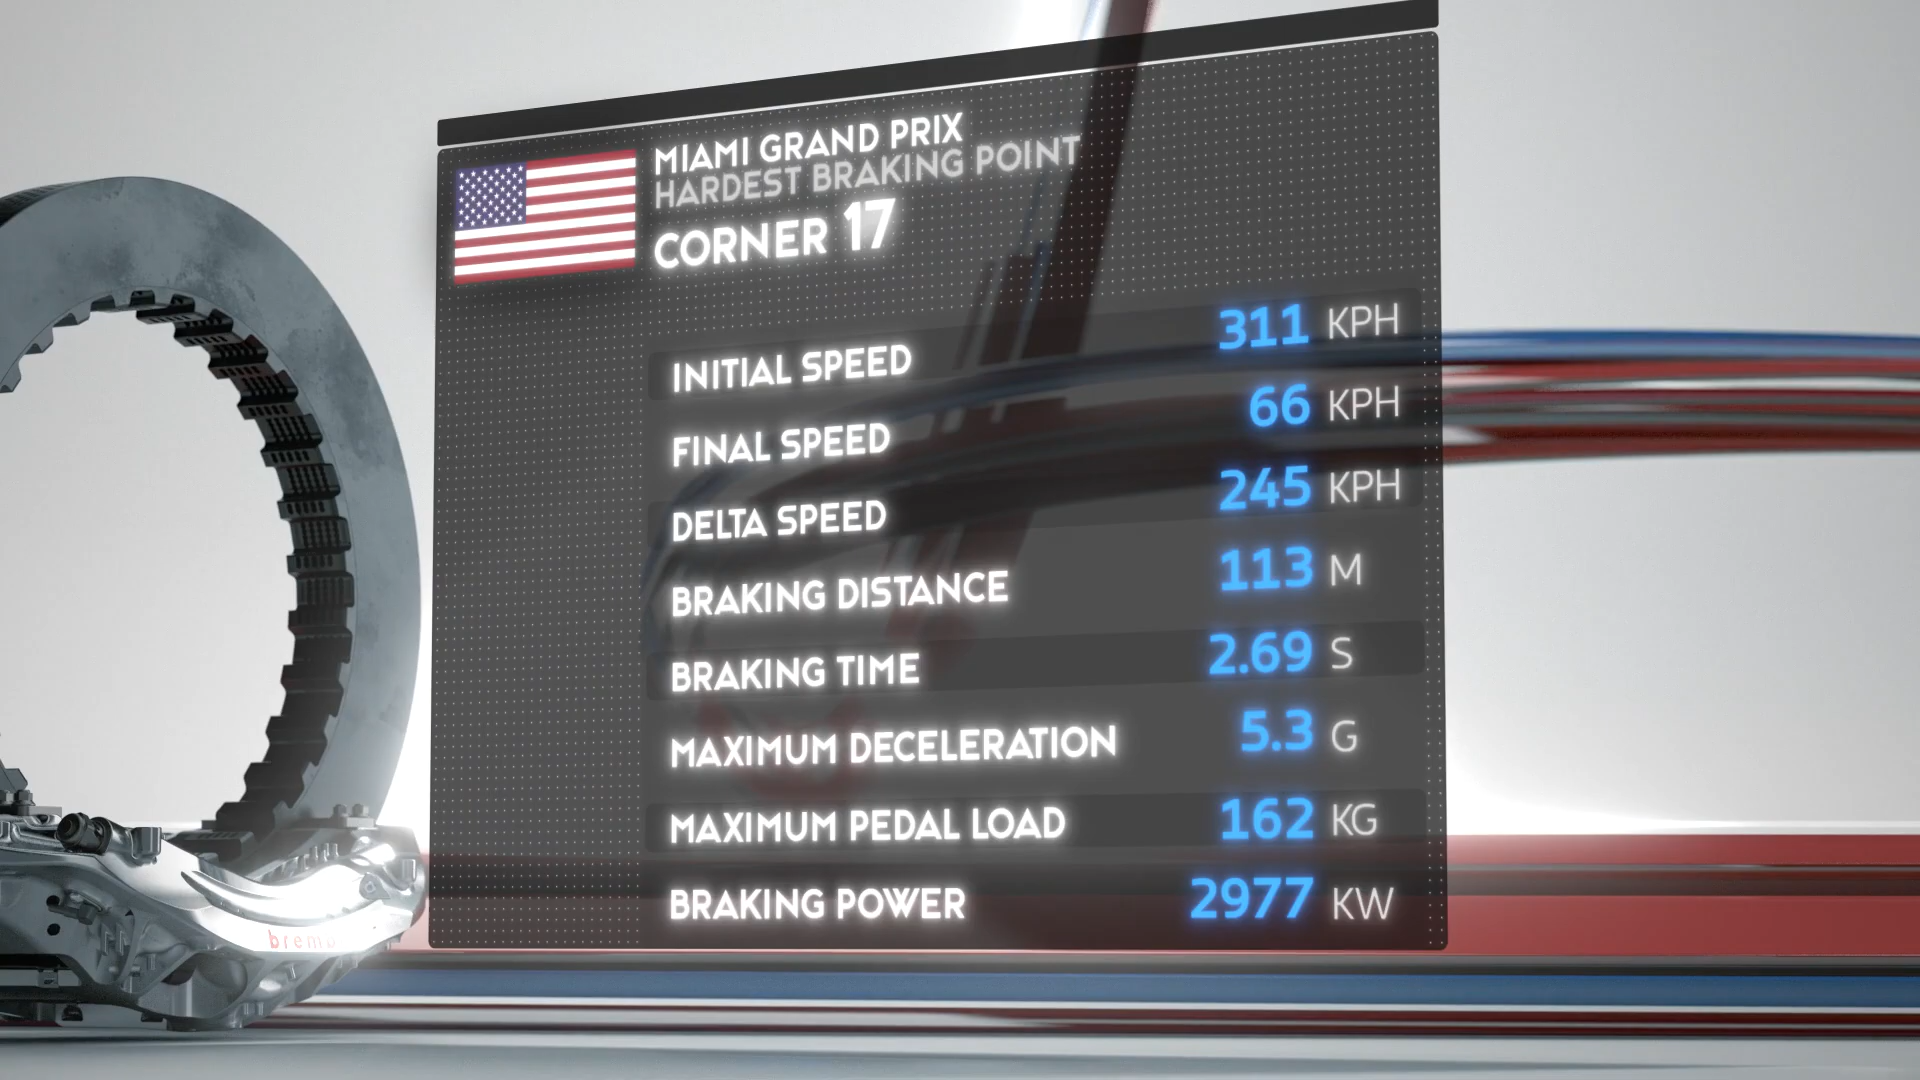 MIAMI GRAND PRIX
HARDEST BRAKING POINT
CORNER 17
INITIAL SPEED 311 KPH
FINAL SPEED 66 KPH
DELTA SPEED 245 KPH
BRAKING DISTANCE 113 M
BRAKING TIME 2.69 S
MAXIMUM DECELERATION 5.3 G
MAXIMUM PEDAL LOAD 162 KG
BRAKING POWER 2977 KW
brembo